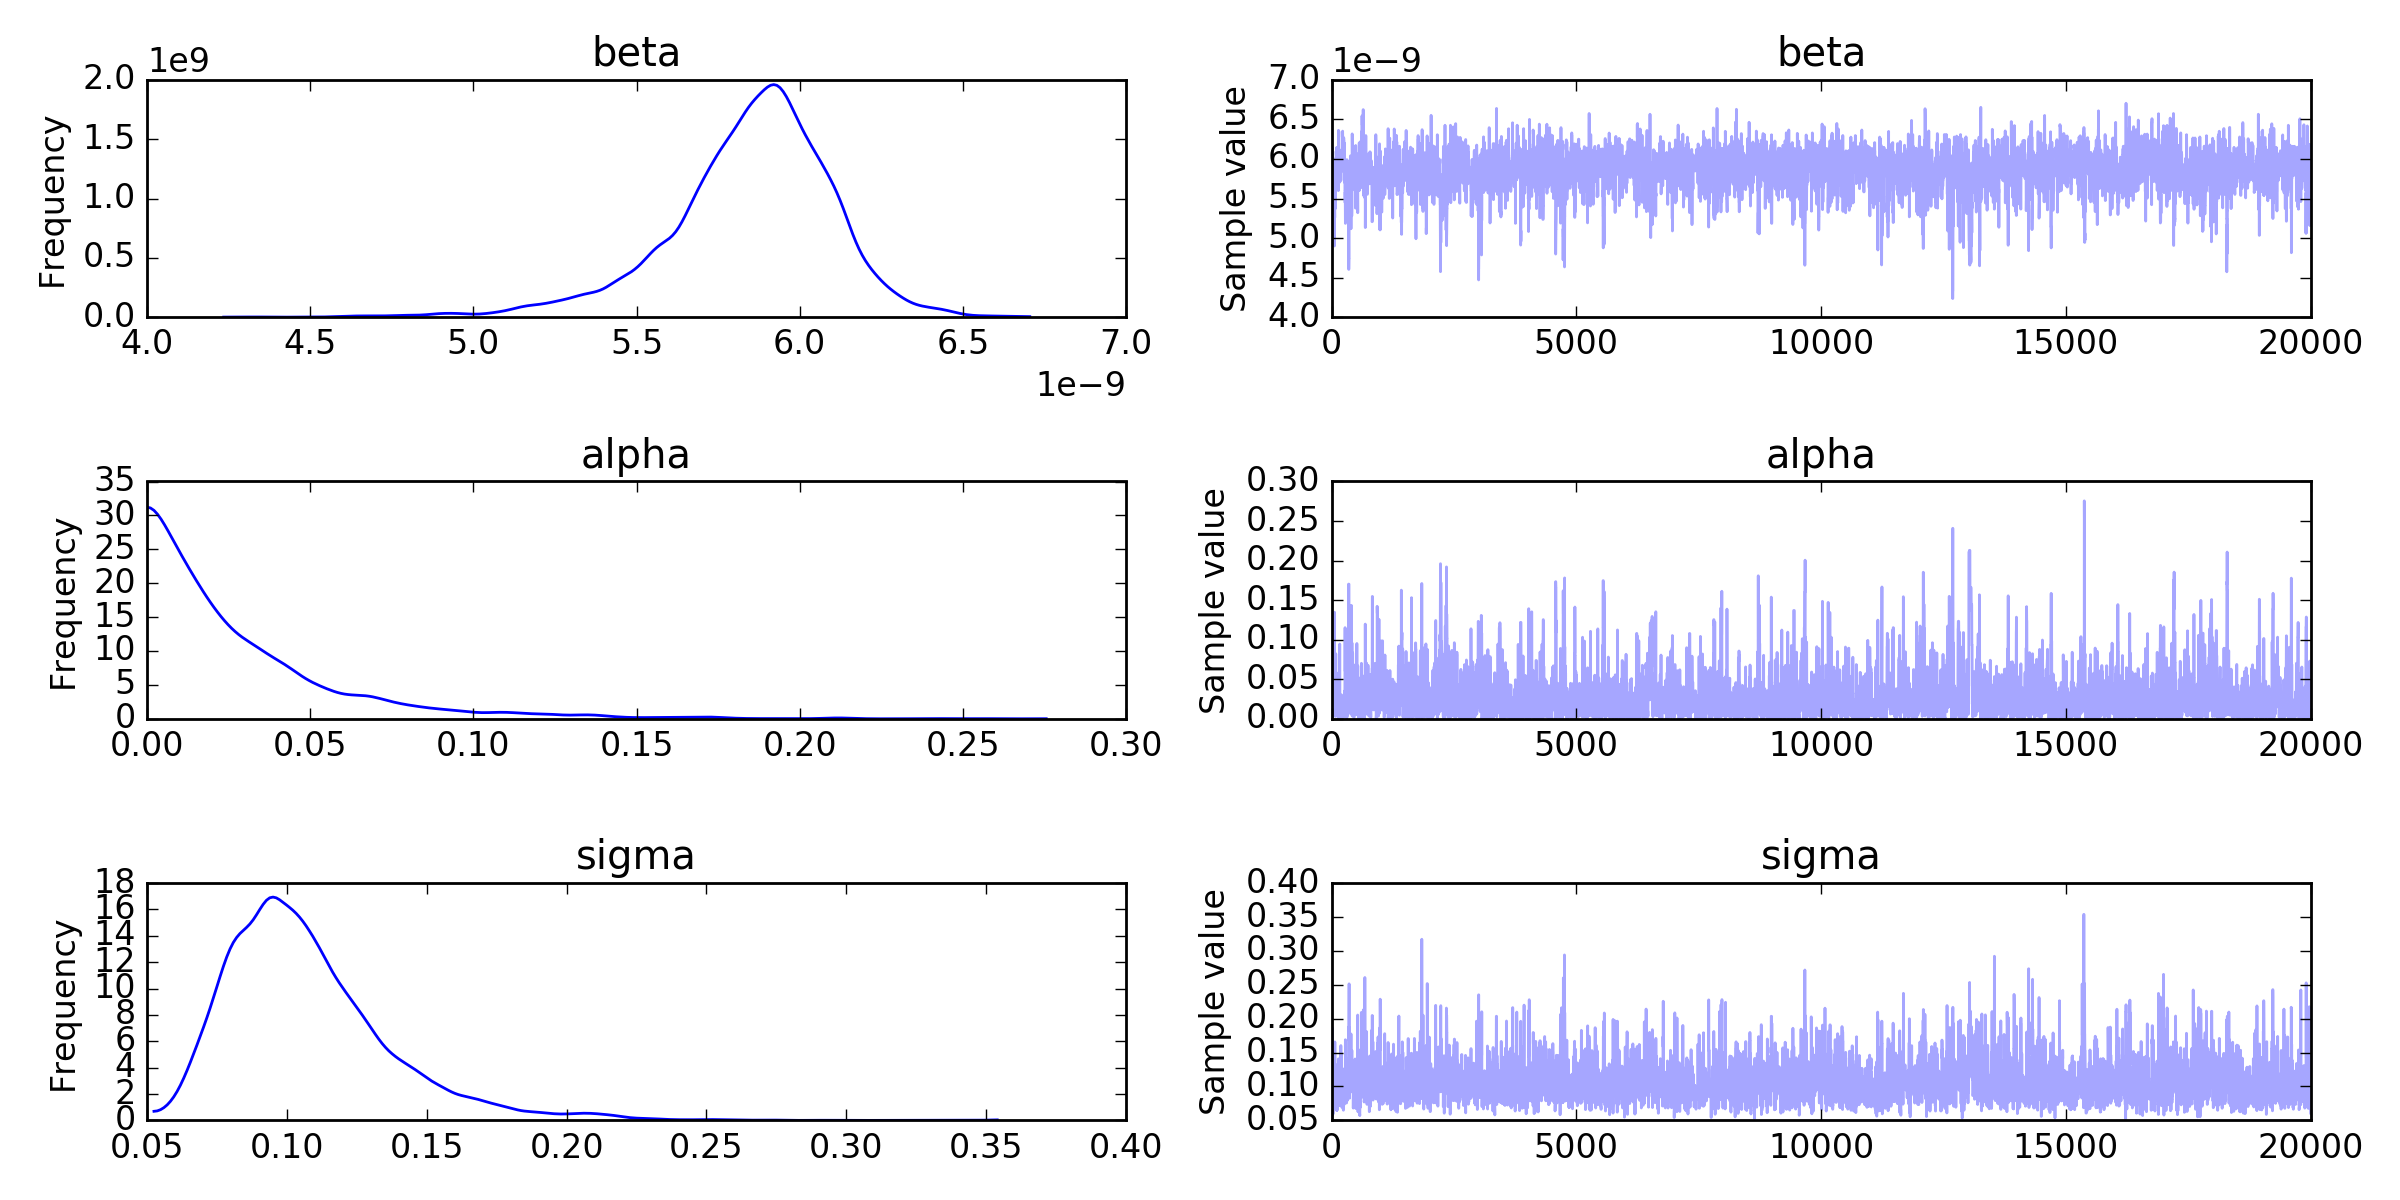 beta
1e9
2.0
1.5
1.0
0.5
0.0
Frequency
4.0 4.5 5.0 5.5 6.0 6.5 7.0
1e−9
beta
1e−9
7.0
6.5
6.0
5.5
5.0
4.5
4.0
Sample value
0 5000 10000 15000 20000
alpha
35
30
25
20
15
10
5
0
Frequency
0.00 0.05 0.10 0.15 0.20 0.25 0.30
alpha
0.30
0.25
0.20
0.15
0.10
0.05
0.00
Sample value
0 5000 10000 15000 20000
sigma
18
16
14
12
10
8
6
4
2
0
Frequency
0.05 0.10 0.15 0.20 0.25 0.30 0.35 0.40
sigma
0.40
0.35
0.30
0.25
0.20
0.15
0.10
0.05
Sample value
0 5000 10000 15000 20000